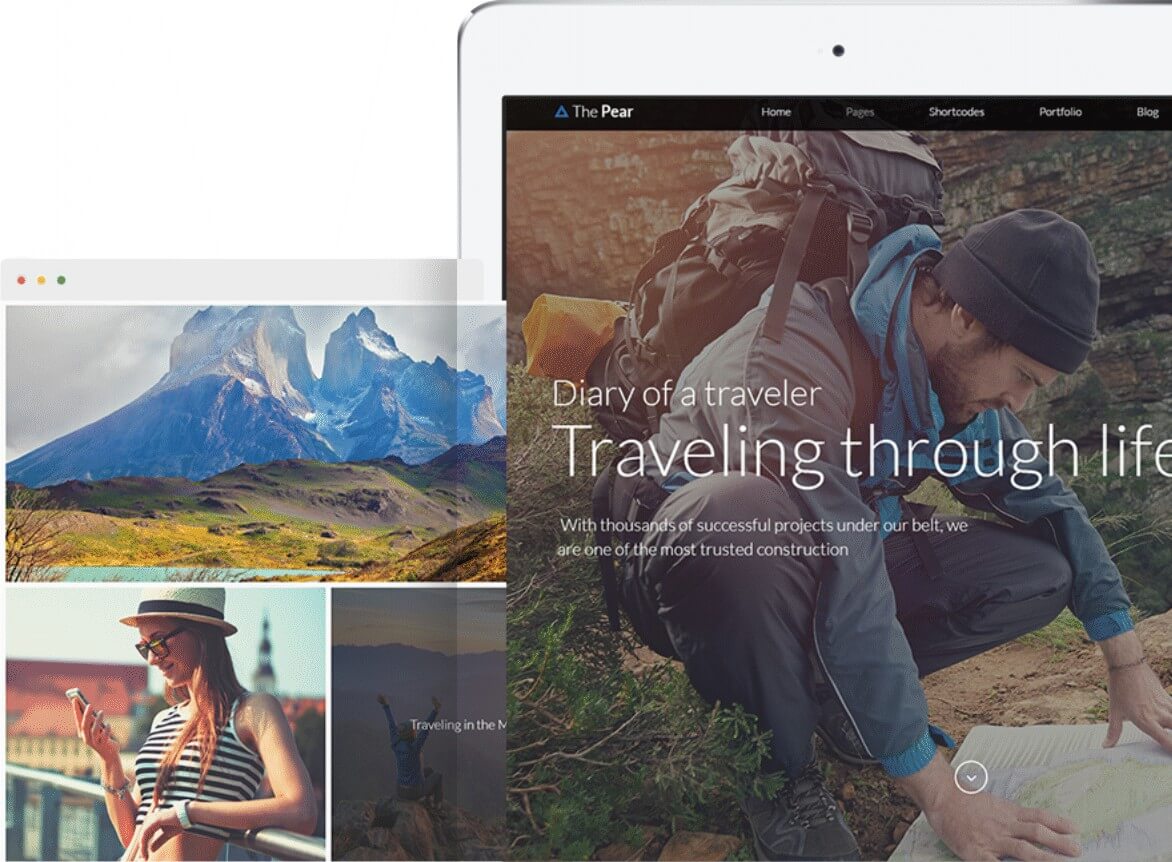 The Pear
Home
Pages
Shortcodes
Portfolio
Blog
Diary of a traveler
Traveling through life
With thousands of successful projects under our belt, we
are one of the most trusted construction
Traveling in the M